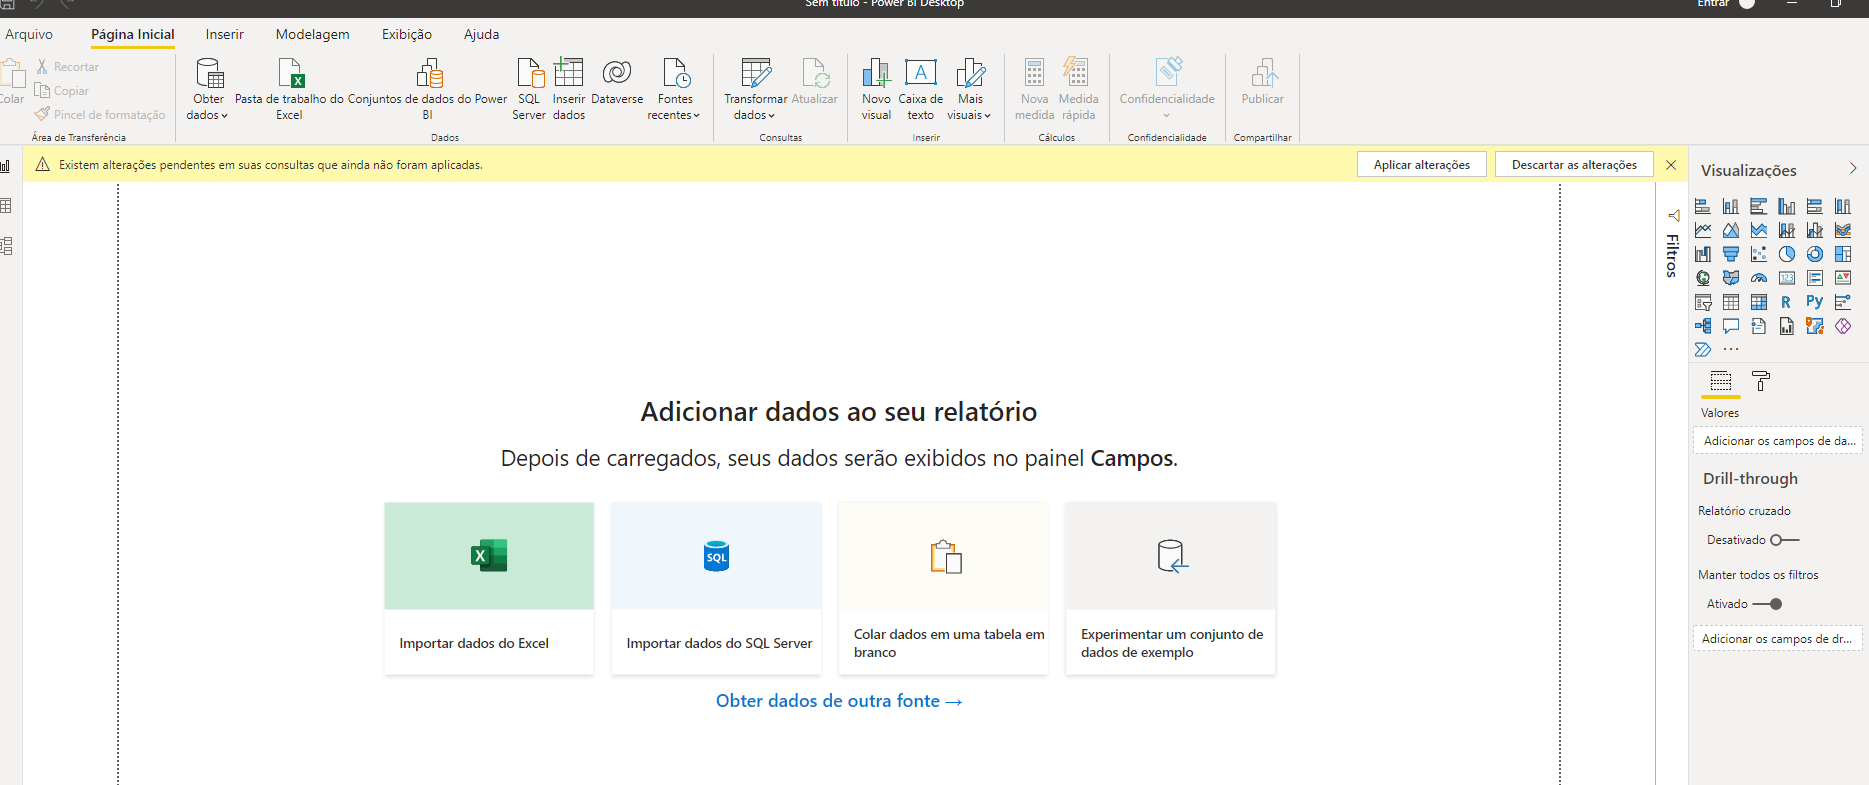 Sem título - Power BI Desktop
Entrar
Arquivo
Página Inicial
Inserir
Modelagem
Exibição
Ajuda
Colar
Recortar
Copiar
Pincel de formatação
Área de Transferência
Obter
dados
Pasta de trabalho do
Excel
Conjuntos de dados do Power
BI
SQL
Server
Inserir
dados
Dataverse
Fontes
recentes
Dados
Transformar
dados
Atualizar
Consultas
Novo
visual
Caixa de
texto
Mais
visuais
Inserir
Nova
medida
Medida
rápida
Cálculos
Confidencialidade
Confidencialidade
Publicar
Compartilhar
Existem alterações pendentes em suas consultas que ainda não foram aplicadas.
Aplicar alterações
Descartar as alterações
Filtros
Adicionar dados ao seu relatório
Depois de carregados, seus dados serão exibidos no painel Campos.
SQL
Importar dados do Excel
Importar dados do SQL Server
Colar dados em uma tabela em
branco
Experimentar um conjunto de
dados de exemplo
Obter dados de outra fonte →
Visualizações
123
R
Py
Valores
Adicionar os campos de da...
Drill-through
Relatório cruzado
Desativado
Manter todos os filtros
Ativado
Adicionar os campos de dr...